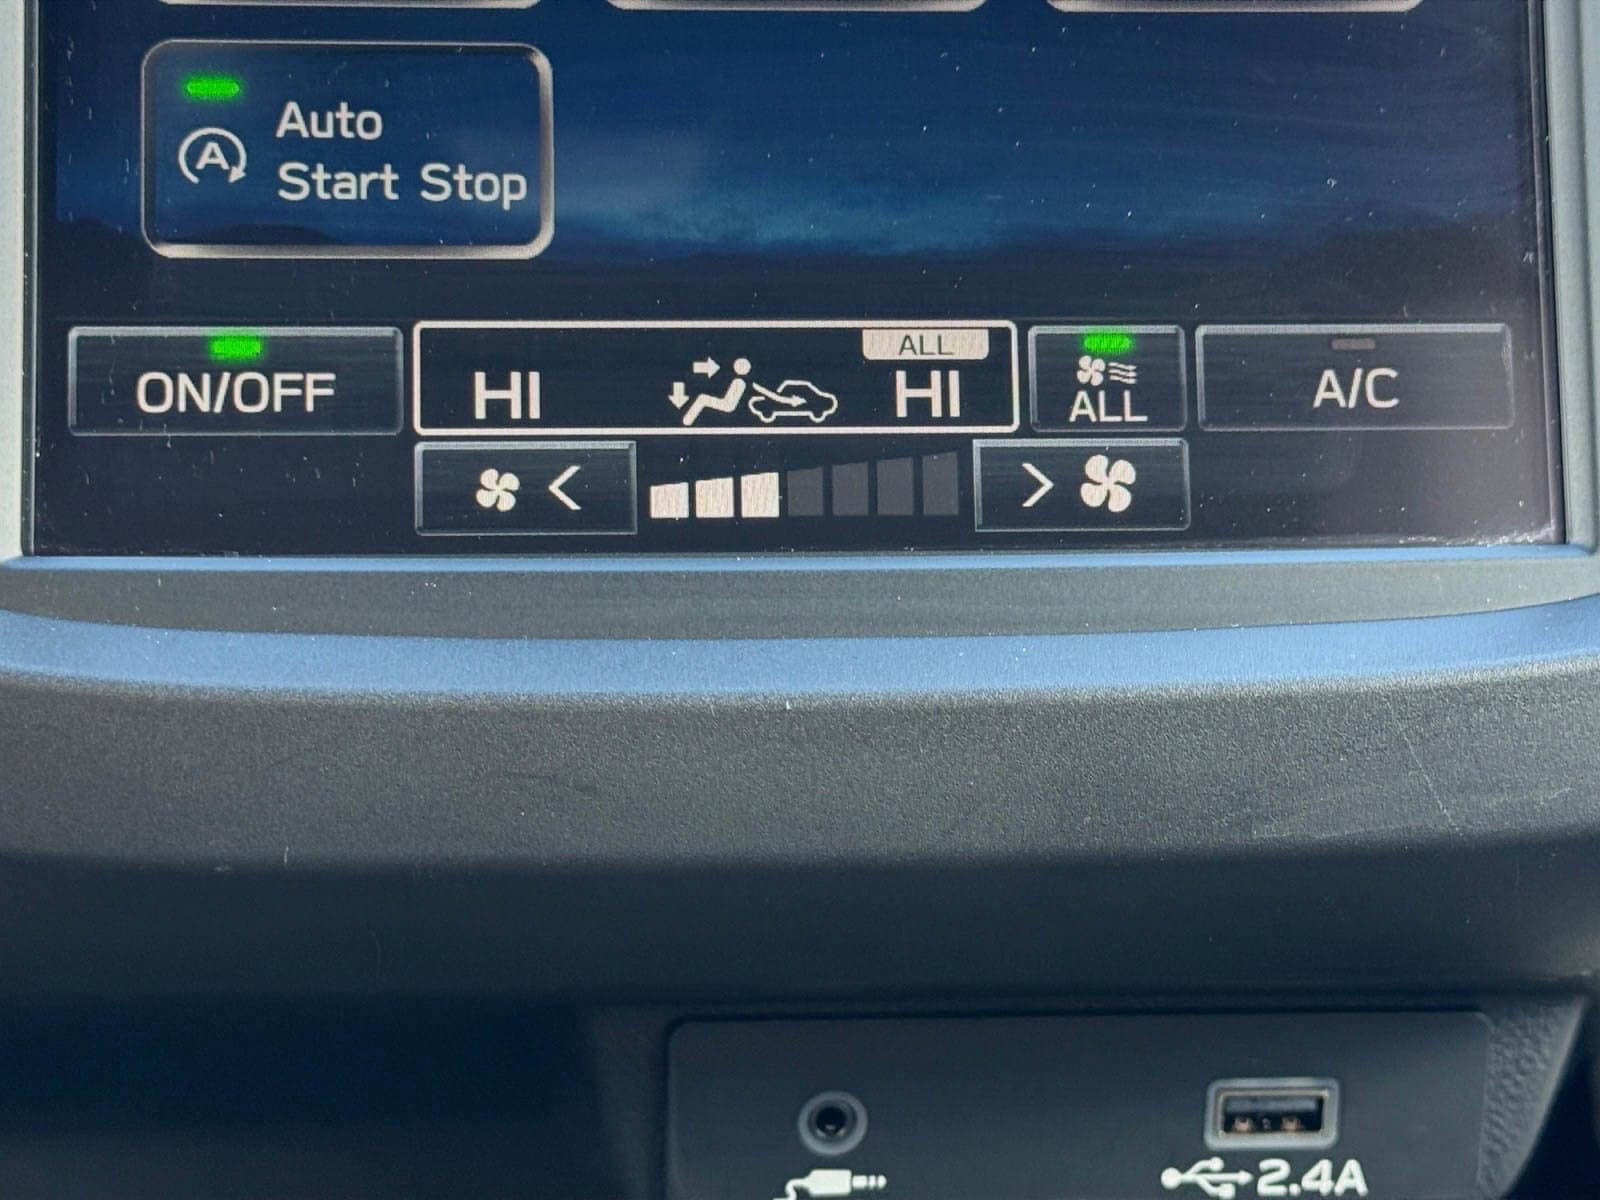 A
Auto
Start Stop
ON/OFF
HI
ALL
HI
ALL
A/C
< >
2.4A